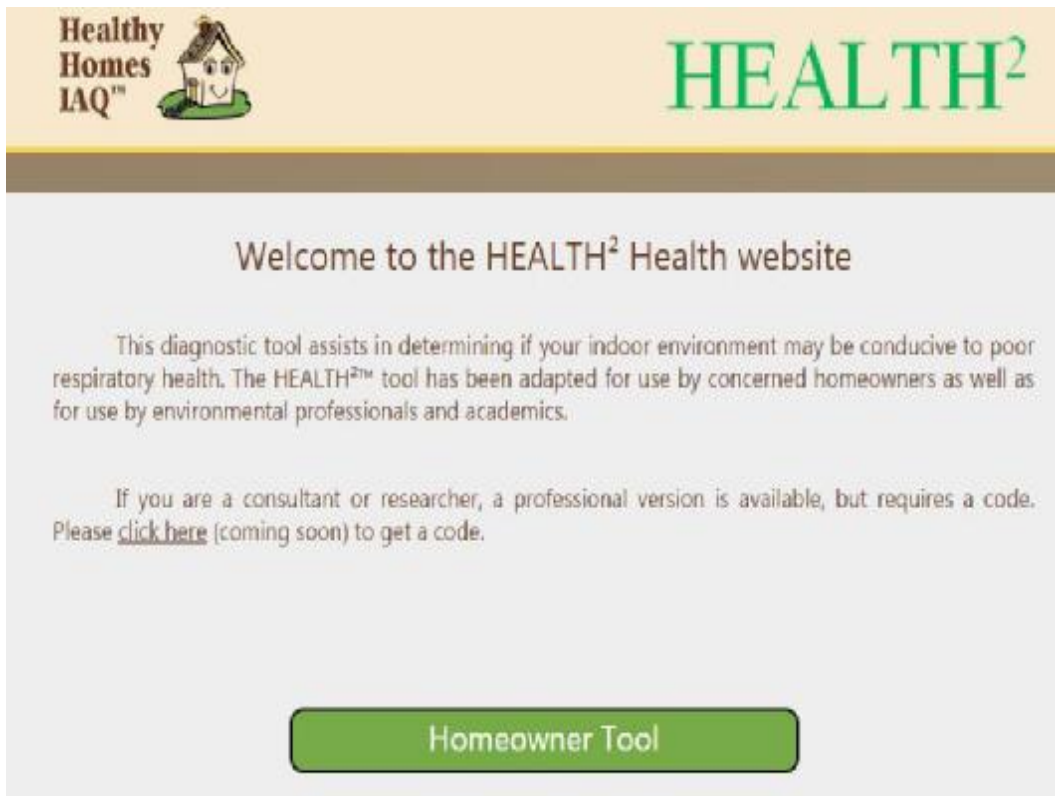 Healthy
Homes
IAQ™
HEALTH²
Welcome to the HEALTH² Health website
This diagnostic tool assists in determining if your indoor environment may be conducive to poor
respiratory health. The HEALTH²™ tool has been adapted for use by concerned homeowners as well as
for use by environmental professionals and academics.
If you are a consultant or researcher, a professional version is available, but requires a code.
Please click here (coming soon) to get a code.
Homeowner Tool